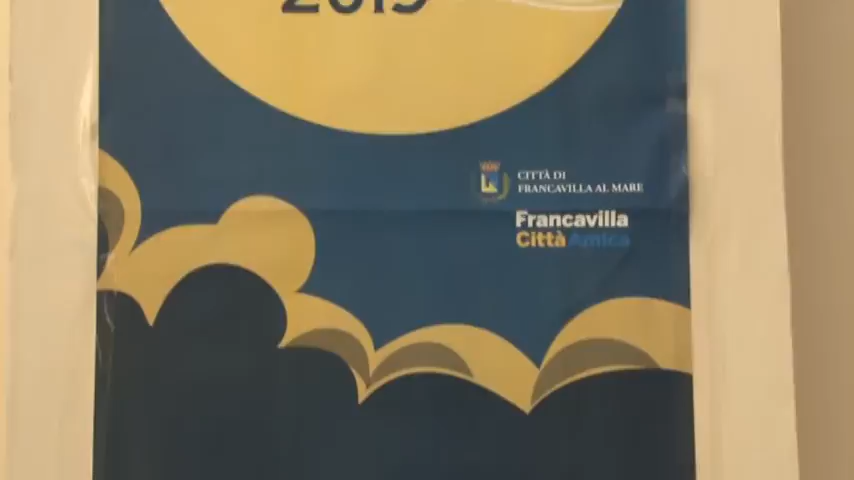 2019
CITTÀ DI
FRANCAVILLA AL MARE
Francavilla
Città Amica